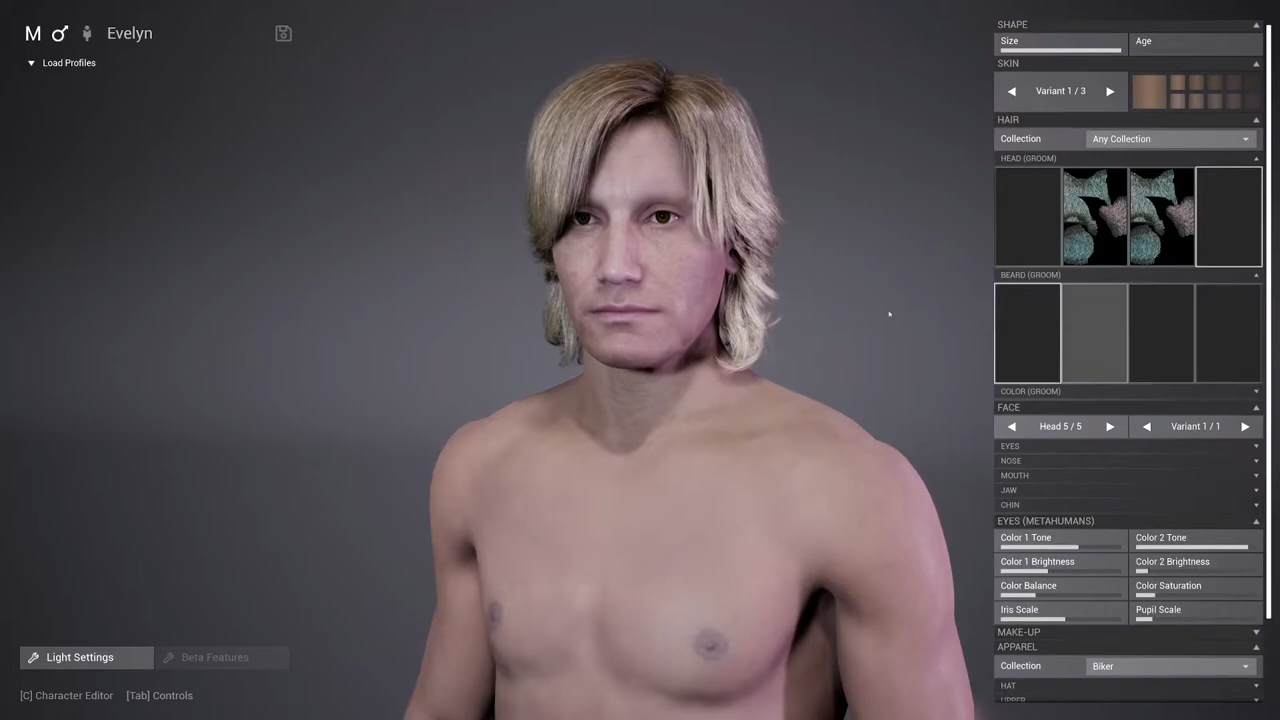 M Evelyn
Load Profiles
Light Settings
Beta Features
[C] Character Editor [Tab] Controls
SHAPE
Size Age
SKIN
Variant 1 / 3
HAIR
Collection Any Collection
HEAD (GROOM)
BEARD (GROOM)
COLOR (GROOM)
FACE
Head 5 / 5 Variant 1 / 1
EYES
NOSE
MOUTH
JAW
CHIN
EYES (METAHUMANS)
Color 1 Tone Color 2 Tone
Color 1 Brightness Color 2 Brightness
Color Balance Color Saturation
Iris Scale Pupil Scale
MAKE-UP
APPAREL
Collection Biker
HAT
UPPER